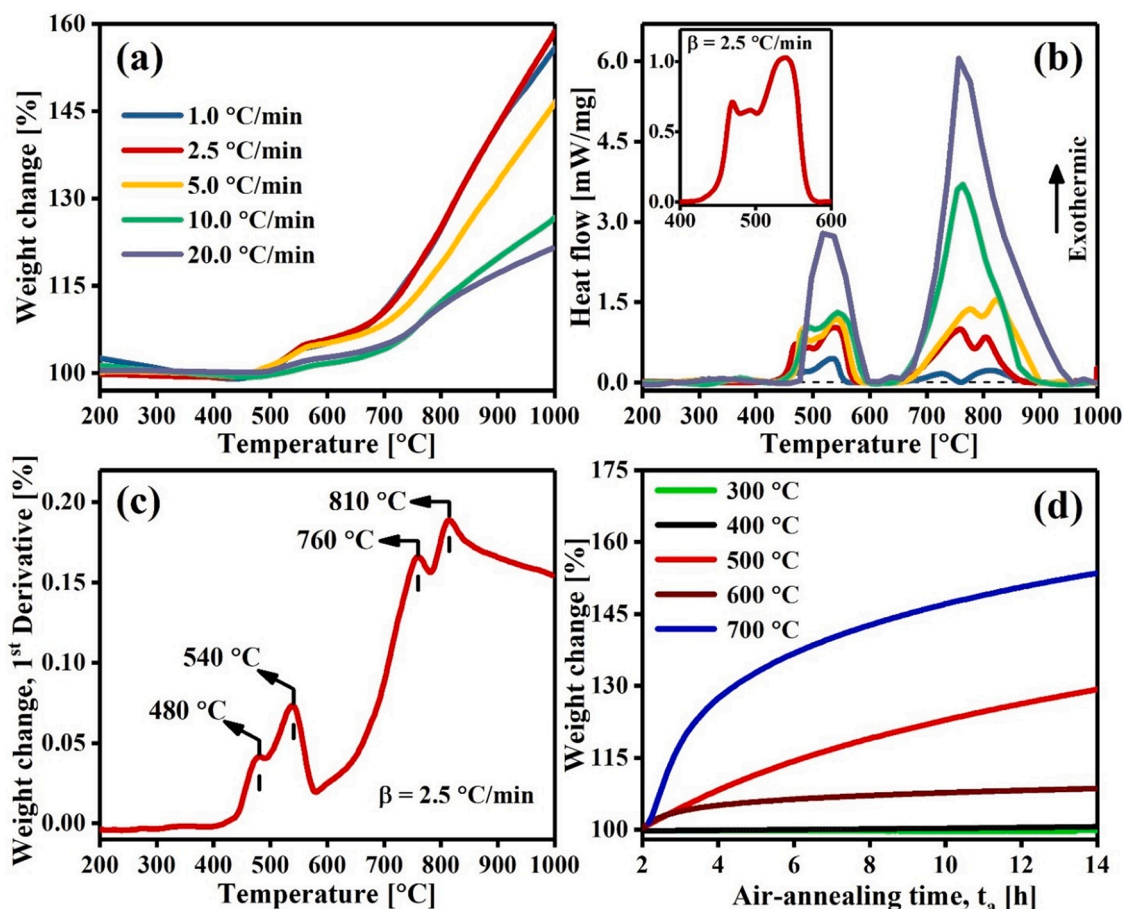 (a)
Weight change [%]
160
145
130
115
100
1.0 °C/min
2.5 °C/min
5.0 °C/min
10.0 °C/min
20.0 °C/min
200 300 400 500 600 700 800 900 1000
Temperature [°C]
(b)
Heat flow [mW/mg]
6.0
4.5
3.0
1.5
0.0
β = 2.5 °C/min
1.0
0.5
0.0
400 500 600
Exothermic
200 300 400 500 600 700 800 900 1000
Temperature [°C]
(c)
Weight change, 1st Derivative [%]
0.20
0.15
0.10
0.05
0.00
810 °C
760 °C
540 °C
480 °C
β = 2.5 °C/min
200 300 400 500 600 700 800 900 1000
Temperature [°C]
(d)
Weight change [%]
175
160
145
130
115
100
300 °C
400 °C
500 °C
600 °C
700 °C
2 4 6 8 10 12 14
Air-annealing time, ta [h]